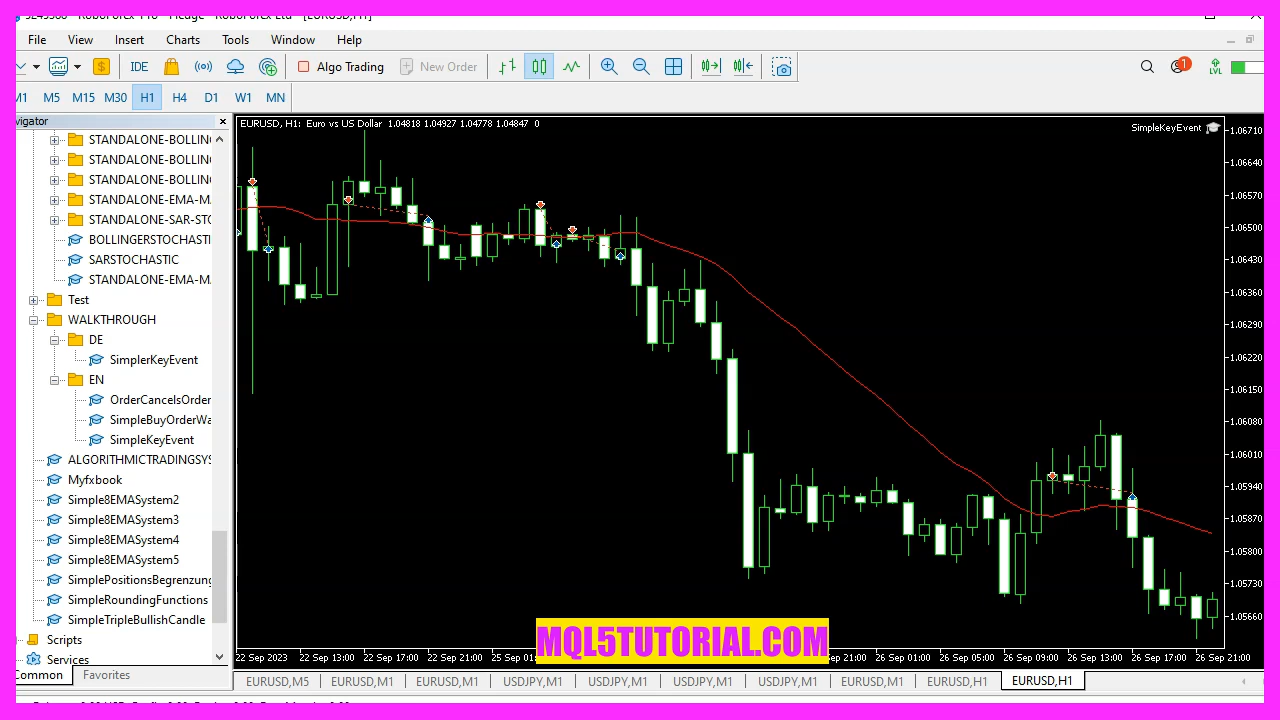 File View Insert Charts Tools Window Help
IDE Algo Trading New Order 1 LVL
M1 M5 M15 M30 H1 H4 D1 W1 MN
EURUSD, H1: Euro vs US Dollar 1.04818 1.04927 1.04778 1.04847 0
SimpleKeyEvent
STANDALONE-BOLLIN
STANDALONE-BOLLIN
STANDALONE-BOLLIN
STANDALONE-EMA-M
STANDALONE-SAR-STO
BOLLINGERSTOCHASTI
SARSTOCHASTIC
STANDALONE-EMA-M
Test
WALKTHROUGH
DE
SimplerKeyEvent
EN
OrderCancelsOrder
SimpleBuyOrderWa
SimpleKeyEvent
ALGORITHMICTRADINGSYS
Myfxbook
Simple8EMASystem2
Simple8EMASystem3
Simple8EMASystem4
Simple8EMASystem5
SimplePositionsBegrenzung
SimpleRoundingFunctions
SimpleTripleBullishCandle
Scripts
Services
Common Favorites
1.06710
1.06640
1.06570
1.06500
1.06430
1.06360
1.06290
1.06220
1.06150
1.06080
1.06010
1.05940
1.05870
1.05800
1.05730
1.05660
MQL5TUTORIAL.COM
22 Sep 2023 22 Sep 13:00 22 Sep 17:00 22 Sep 21:00 25 Sep 21:00 26 Sep 01:00 26 Sep 05:00 26 Sep 09:00 26 Sep 13:00 26 Sep 17:00 26 Sep 21:00
EURUSD,M5 EURUSD,M1 EURUSD,M1 USDJPY,M1 USDJPY,M1 USDJPY,M1 USDJPY,M1 EURUSD,M1 EURUSD,H1 EURUSD,H1